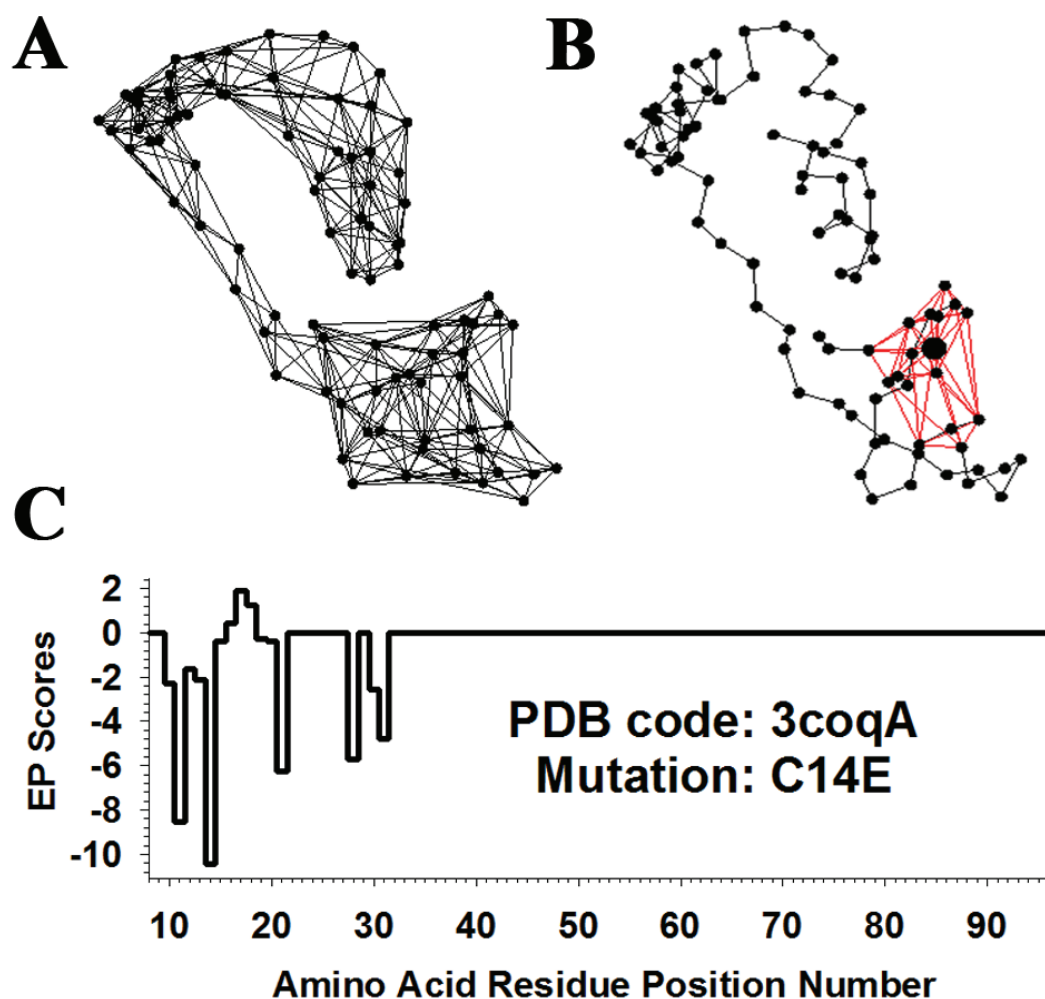 A
B
C
2
0
-2
-4
-6
-8
-10
EP Scores
PDB code: 3coqA
Mutation: C14E
10 20 30 40 50 60 70 80 90
Amino Acid Residue Position Number